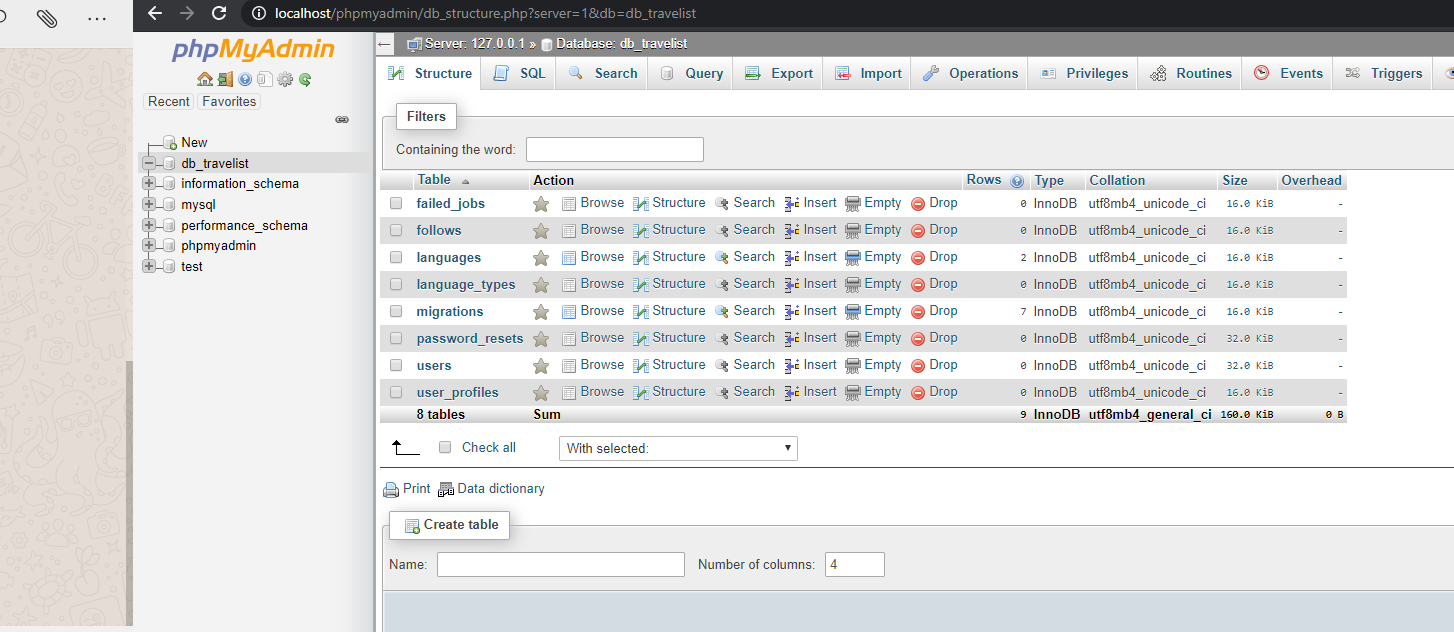 localhost/phpmyadmin/db_structure.php?server=1&db=db_travelist
phpMyAdmin
Recent Favorites
New
db_travelist
information_schema
mysql
performance_schema
phpmyadmin
test
Server: 127.0.0.1 » Database: db_travelist
Structure SQL Search Query Export Import Operations Privileges Routines Events Triggers
Filters
Containing the word:
Table Action Rows Type Collation Size Overhead
failed_jobs Browse Structure Search Insert Empty Drop 0 InnoDB utf8mb4_unicode_ci 16.0 KiB -
follows Browse Structure Search Insert Empty Drop 0 InnoDB utf8mb4_unicode_ci 16.0 KiB -
languages Browse Structure Search Insert Empty Drop 2 InnoDB utf8mb4_unicode_ci 16.0 KiB -
language_types Browse Structure Search Insert Empty Drop 0 InnoDB utf8mb4_unicode_ci 16.0 KiB -
migrations Browse Structure Search Insert Empty Drop 7 InnoDB utf8mb4_unicode_ci 16.0 KiB -
password_resets Browse Structure Search Insert Empty Drop 0 InnoDB utf8mb4_unicode_ci 32.0 KiB -
users Browse Structure Search Insert Empty Drop 0 InnoDB utf8mb4_unicode_ci 32.0 KiB -
user_profiles Browse Structure Search Insert Empty Drop 0 InnoDB utf8mb4_unicode_ci 16.0 KiB -
8 tables Sum 9 InnoDB utf8mb4_general_ci 160.0 KiB 0 B
Check all With selected:
Print Data dictionary
Create table
Name: Number of columns: 4